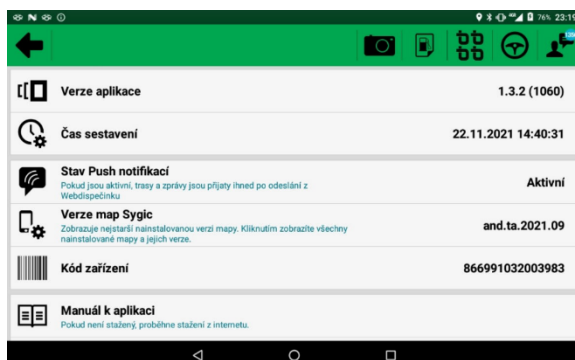 76% 23:19
Verze aplikace 1.3.2 (1060)
Čas sestavení 22.11.2021 14:40:31
Stav Push notifikací Aktivní
Pokud jsou aktivní, trasy a zprávy jsou přijaty ihned po odeslání z
Webdispečinku
Verze map Sygic and.ta.2021.09
Zobrazuje nejstarší nainstalovanou verzi mapy. Kliknutím zobrazíte všechny
nainstalované mapy a jejich verze.
Kód zařízení 866991032003983
Manuál k aplikaci
Pokud není stažený, proběhne stažení z internetu.